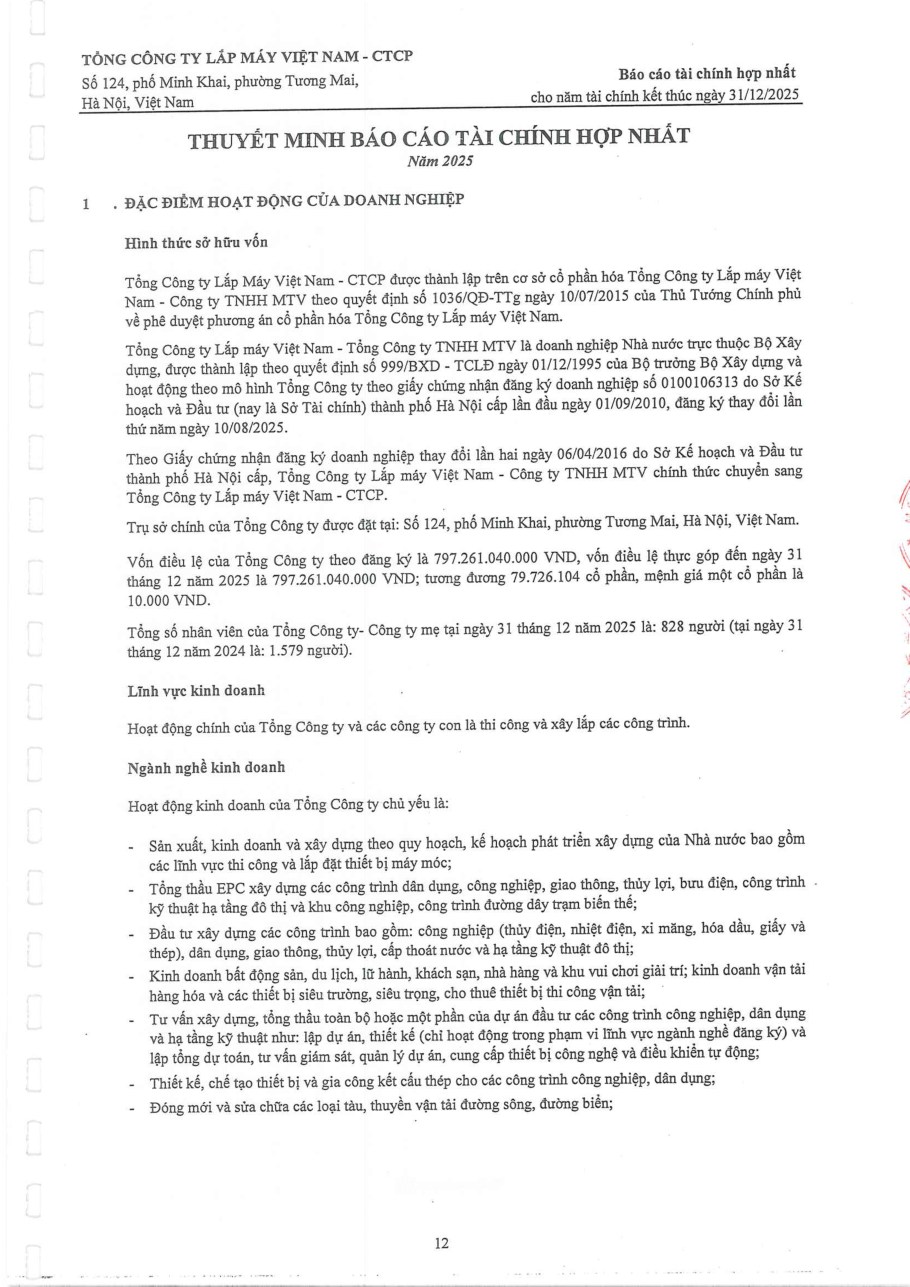 TỔNG CÔNG TY LẮP MÁY VIỆT NAM - CTCP
Số 124, phố Minh Khai, phường Tương Mai,
Hà Nội, Việt Nam
Báo cáo tài chính hợp nhất
cho năm tài chính kết thúc ngày 31/12/2025
THUYẾT MINH BÁO CÁO TÀI CHÍNH HỢP NHẤT
Năm 2025
1 . ĐẶC ĐIỂM HOẠT ĐỘNG CỦA DOANH NGHIỆP
Hình thức sở hữu vốn
Tổng Công ty Lắp Máy Việt Nam - CTCP được thành lập trên cơ sở cổ phần hóa Tổng Công ty Lắp máy Việt
Nam - Công ty TNHH MTV theo quyết định số 1036/QĐ-TTg ngày 10/07/2015 của Thủ Tướng Chính phủ
về phê duyệt phương án cổ phần hóa Tổng Công ty Lắp máy Việt Nam.
Tổng Công ty Lắp máy Việt Nam - Tổng Công ty TNHH MTV là doanh nghiệp Nhà nước trực thuộc Bộ Xây
dựng, được thành lập theo quyết định số 999/BXD - TCLĐ ngày 01/12/1995 của Bộ trưởng Bộ Xây dựng và
hoạt động theo mô hình Tổng Công ty theo giấy chứng nhận đăng ký doanh nghiệp số 0100106313 do Sở Kế
hoạch và Đầu tư (nay là Sở Tài chính) thành phố Hà Nội cấp lần đầu ngày 01/09/2010, đăng ký thay đổi lần
thứ năm ngày 10/08/2025.
Theo Giấy chứng nhận đăng ký doanh nghiệp thay đổi lần hai ngày 06/04/2016 do Sở Kế hoạch và Đầu tư
thành phố Hà Nội cấp, Tổng Công ty Lắp máy Việt Nam - Công ty TNHH MTV chính thức chuyển sang
Tổng Công ty Lắp máy Việt Nam - CTCP.
Trụ sở chính của Tổng Công ty được đặt tại: Số 124, phố Minh Khai, phường Tương Mai, Hà Nội, Việt Nam.
Vốn điều lệ của Tổng Công ty theo đăng ký là 797.261.040.000 VND, vốn điều lệ thực góp đến ngày 31
tháng 12 năm 2025 là 797.261.040.000 VND; tương đương 79.726.104 cổ phần, mệnh giá một cổ phần là
10.000 VND.
Tổng số nhân viên của Tổng Công ty- Công ty mẹ tại ngày 31 tháng 12 năm 2025 là: 828 người (tại ngày 31
tháng 12 năm 2024 là: 1.579 người).
Lĩnh vực kinh doanh
Hoạt động chính của Tổng Công ty và các công ty con là thi công và xây lắp các công trình.
Ngành nghề kinh doanh
Hoạt động kinh doanh của Tổng Công ty chủ yếu là:
- Sản xuất, kinh doanh và xây dựng theo quy hoạch, kế hoạch phát triển xây dựng của Nhà nước bao gồm
các lĩnh vực thi công và lắp đặt thiết bị máy móc;
- Tổng thầu EPC xây dựng các công trình dân dụng, công nghiệp, giao thông, thủy lợi, bưu điện, công trình
kỹ thuật hạ tầng đô thị và khu công nghiệp, công trình đường dây trạm biến thế;
- Đầu tư xây dựng các công trình bao gồm: công nghiệp (thủy điện, nhiệt điện, xi măng, hóa dầu, giấy và
thép), dân dụng, giao thông, thủy lợi, cấp thoát nước và hạ tầng kỹ thuật đô thị;
- Kinh doanh bất động sản, du lịch, lữ hành, khách sạn, nhà hàng và khu vui chơi giải trí; kinh doanh vận tải
hàng hóa và các thiết bị siêu trường, siêu trọng, cho thuê thiết bị thi công vận tải;
- Tư vấn xây dựng, tổng thầu toàn bộ hoặc một phần của dự án đầu tư các công trình công nghiệp, dân dụng
và hạ tầng kỹ thuật như: lập dự án, thiết kế (chỉ hoạt động trong phạm vi lĩnh vực ngành nghề đăng ký) và
lập tổng dự toán, tư vấn giám sát, quản lý dự án, cung cấp thiết bị công nghệ và điều khiển tự động;
- Thiết kế, chế tạo thiết bị và gia công kết cấu thép cho các công trình công nghiệp, dân dụng;
- Đóng mới và sửa chữa các loại tàu, thuyền vận tải đường sông, đường biển;
12